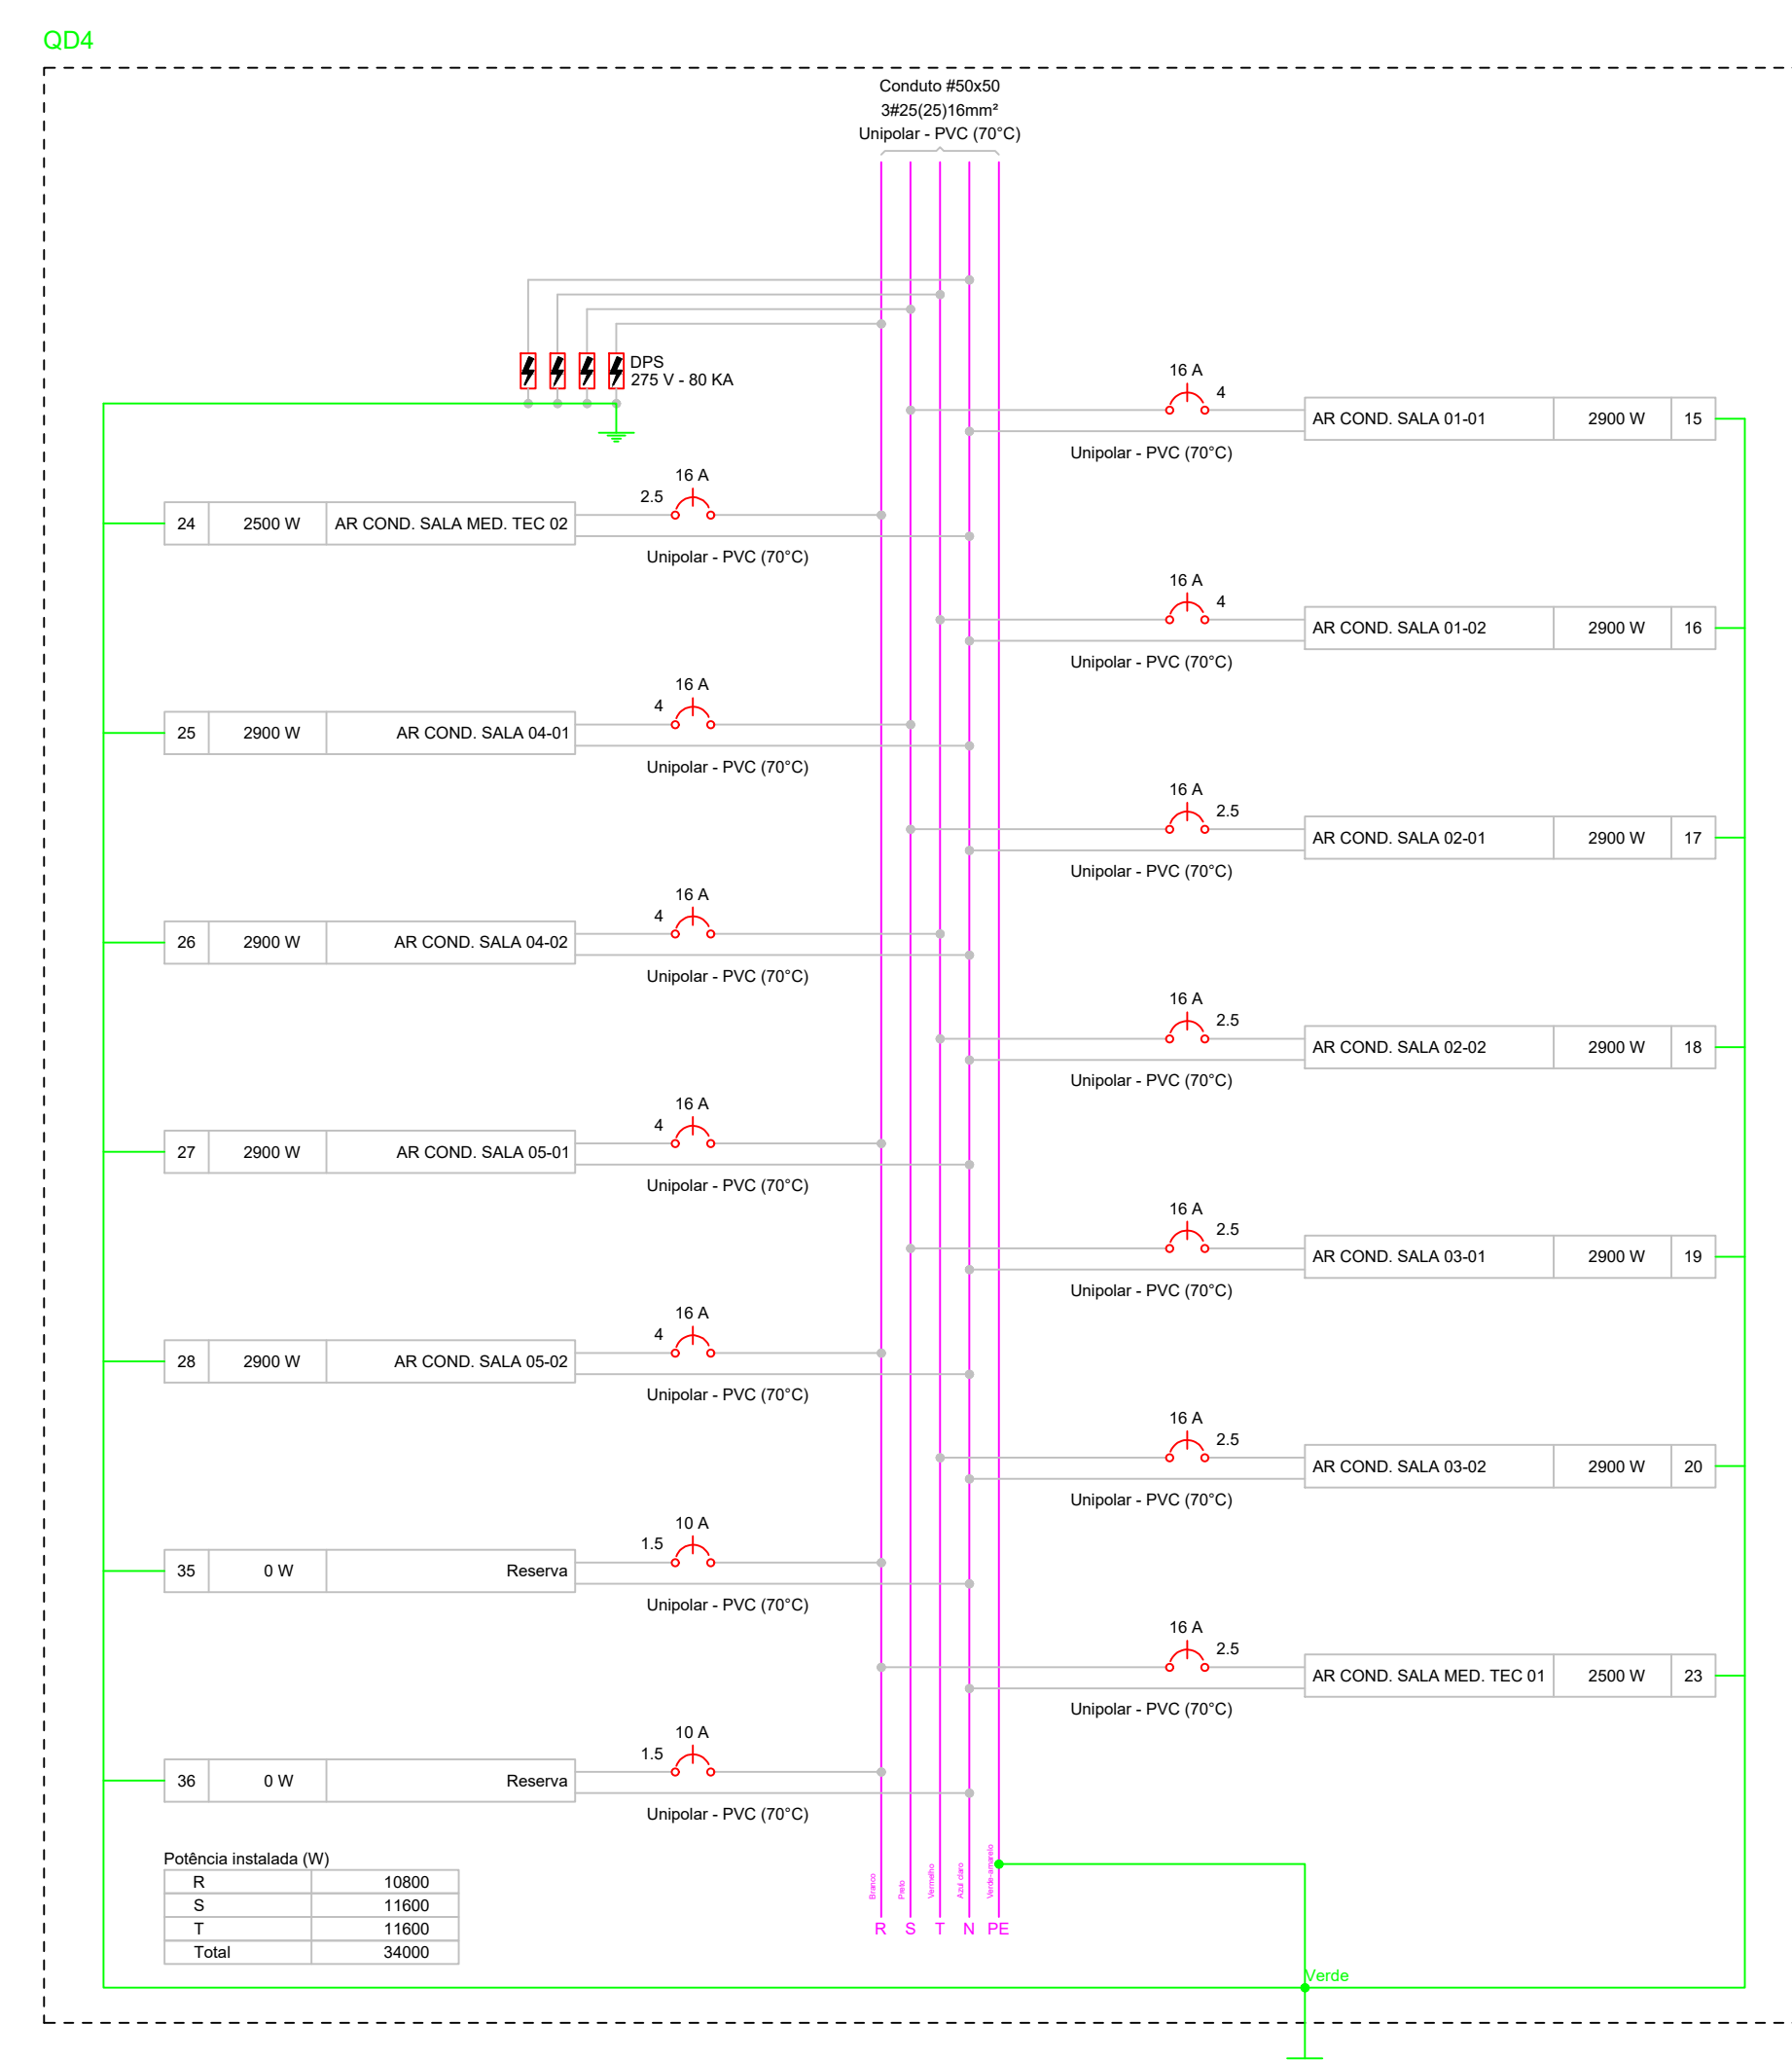 QD4
Conduto #50x50
3#25(25)16mm²
Unipolar - PVC (70°C)
DPS
275 V - 80 KA
16 A
4
AR COND. SALA 01-01 2900 W 15
Unipolar - PVC (70°C)
16 A
2.5
24 2500 W AR COND. SALA MED. TEC 02
Unipolar - PVC (70°C)
16 A
4
AR COND. SALA 01-02 2900 W 16
Unipolar - PVC (70°C)
16 A
4
25 2900 W AR COND. SALA 04-01
Unipolar - PVC (70°C)
16 A
2.5
AR COND. SALA 02-01 2900 W 17
Unipolar - PVC (70°C)
16 A
4
26 2900 W AR COND. SALA 04-02
Unipolar - PVC (70°C)
16 A
2.5
AR COND. SALA 02-02 2900 W 18
Unipolar - PVC (70°C)
16 A
4
27 2900 W AR COND. SALA 05-01
Unipolar - PVC (70°C)
16 A
2.5
AR COND. SALA 03-01 2900 W 19
Unipolar - PVC (70°C)
16 A
4
28 2900 W AR COND. SALA 05-02
Unipolar - PVC (70°C)
16 A
2.5
AR COND. SALA 03-02 2900 W 20
Unipolar - PVC (70°C)
10 A
1.5
35 0 W Reserva
Unipolar - PVC (70°C)
16 A
2.5
AR COND. SALA MED. TEC 01 2500 W 23
Unipolar - PVC (70°C)
10 A
1.5
36 0 W Reserva
Unipolar - PVC (70°C)
Potência instalada (W)
R 10800
S 11600
T 11600
Total 34000
Branco
Preto
Vermelho
Azul claro
Verde-amarelo
R S T N PE
Verde